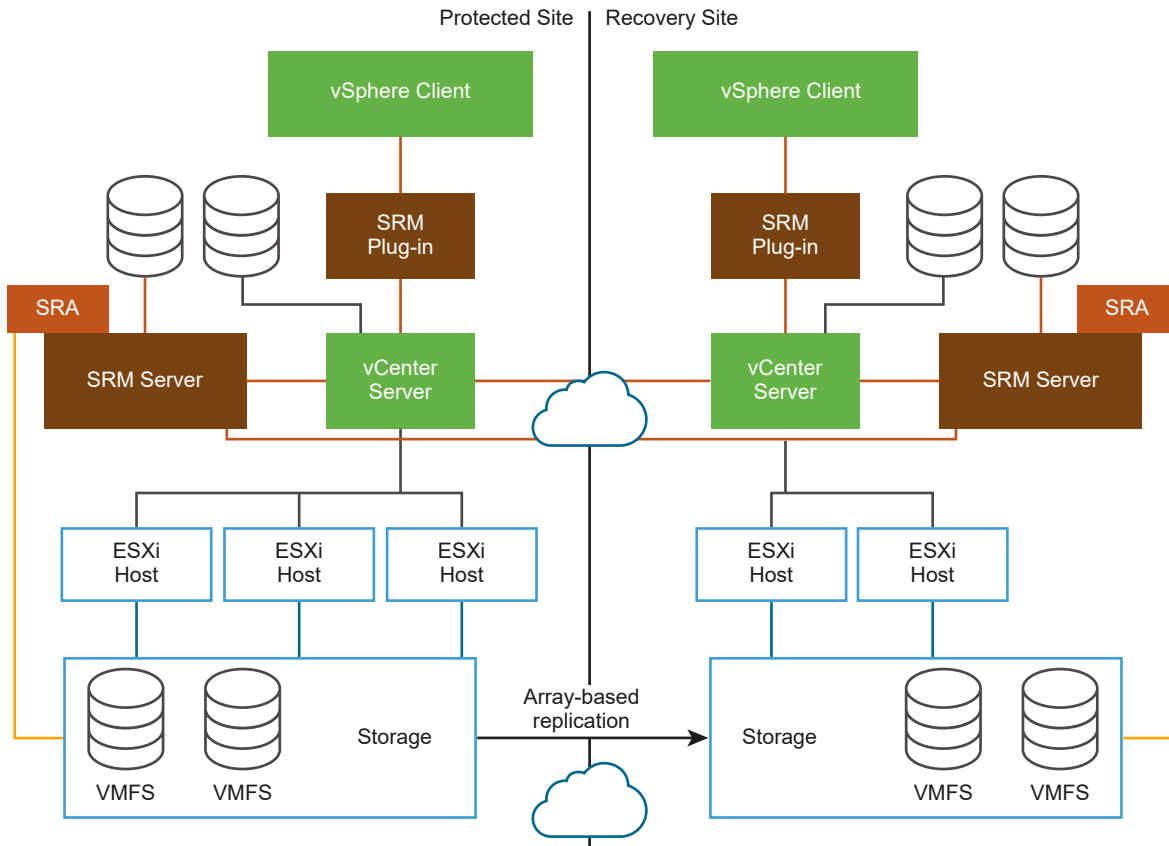 Protected Site
Recovery Site
vSphere Client
vSphere Client
SRM
Plug-in
SRM
Plug-in
SRA
SRA
SRM Server
vCenter
Server
vCenter
Server
SRM Server
ESXi
Host
ESXi
Host
ESXi
Host
ESXi
Host
ESXi
Host
Array-based
replication
Storage
Storage
VMFS
VMFS
VMFS
VMFS